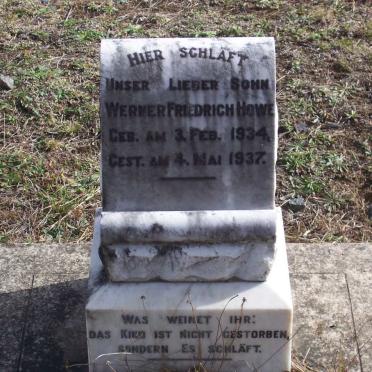 HIER SCHLÄFT
UNSER LIEBER SOHN
WERNER FRIEDRICH HOWE
GEB. AM 3. FEB. 1934.
GEST. AM 4. MAI 1937.
WAS WEINET IHR:
DAS KIND IST NICHT GESTORBEN,
SONDERN ES SCHLÄFT.